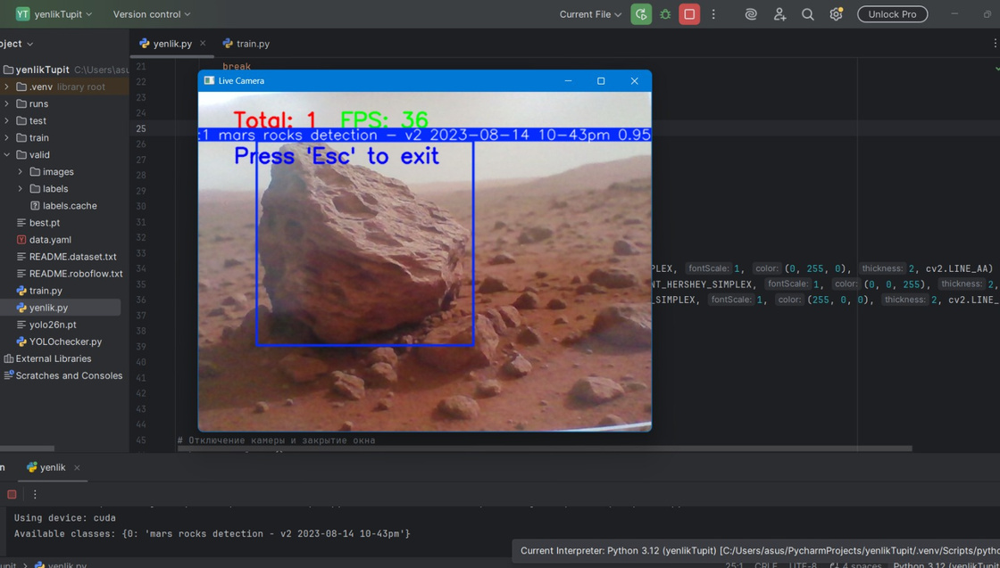 YT yenlikTupit Version control Current File Unlock Pro
oject yenlik.py train.py
yenlikTupit C:\Users\asu
.venv library root
runs
test
train
valid
images
labels
labels.cache
best.pt
data.yaml
README.dataset.txt
README.roboflow.txt
train.py
yenlik.py
yolo26n.pt
YOLOchecker.py
External Libraries
Scratches and Consoles
21 break
22
23
24
25
26
27
28
29
30
31
32
33
34 PLEX, fontScale: 1, color: (0, 255, 0), thickness: 2, cv2.LINE_AA)
35 NT_HERSHEY_SIMPLEX, fontScale: 1, color: (0, 0, 255), thickness: 2,
36 _SIMPLEX, fontScale: 1, color: (255, 0, 0), thickness: 2, cv2.LINE_
37
38
39
40
41
42
43
44
45 # Отключение камеры и закрытие окна
Live Camera
Total: 1 FPS: 36
:1 mars rocks detection - v2 2023-08-14 10-43pm 0.95
Press 'Esc' to exit
n yenlik
Using device: cuda
Available classes: {0: 'mars rocks detection - v2 2023-08-14 10-43pm'}
Current Interpreter: Python 3.12 (yenlikTupit) [C:/Users/asus/PycharmProjects/yenlikTupit/.venv/Scripts/pytho
upit yenlik.py 25:1 CRLF UTF-8 4 spaces Python 3.12 (yenlikTupit)